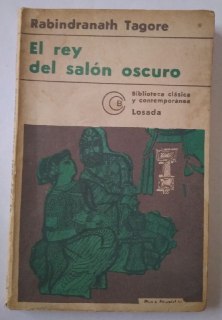 Rabindranath Tagore
El rey
del salón oscuro
Biblioteca clásica
y contemporánea
Losada